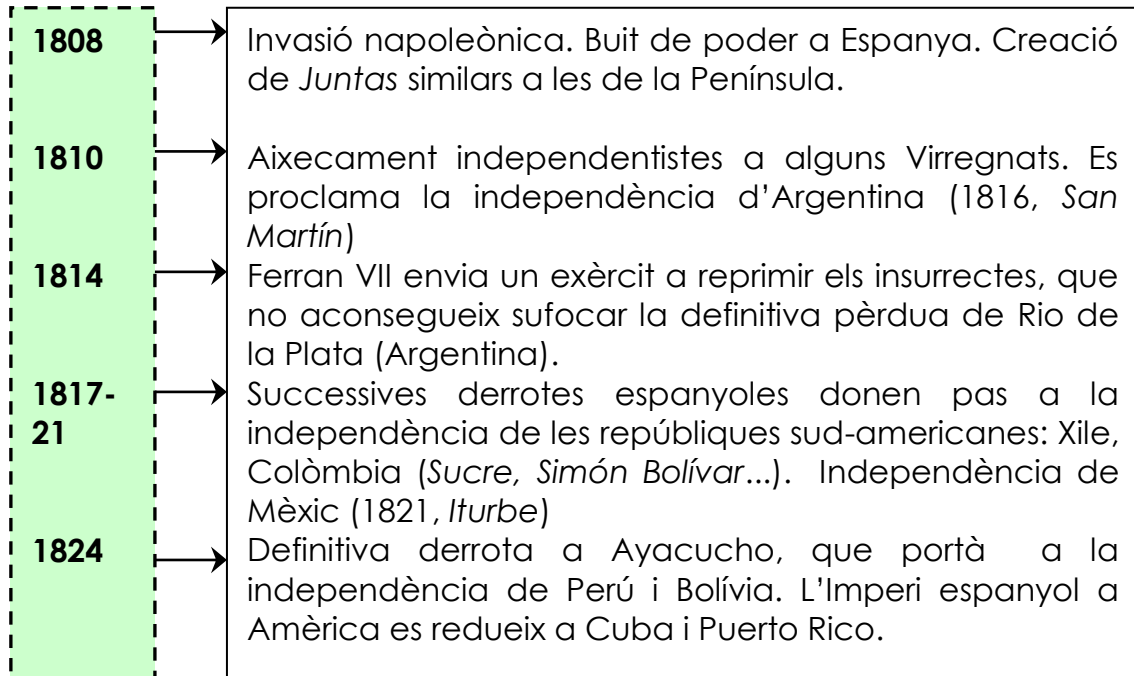 1808
Invasió napoleònica. Buit de poder a Espanya. Creació
de Juntas similars a les de la Península.
1810
Aixecament independentistes a alguns Virregnats. Es
proclama la independència d’Argentina (1816, San
Martín)
1814
Ferran VII envia un exèrcit a reprimir els insurrectes, que
no aconsegueix sufocar la definitiva pèrdua de Rio de
la Plata (Argentina).
1817-
21
Successives derrotes espanyoles donen pas a la
independència de les repúbliques sud-americanes: Xile,
Colòmbia (Sucre, Simón Bolívar...). Independència de
Mèxic (1821, Iturbe)
1824
Definitiva derrota a Ayacucho, que portà a la
independència de Perú i Bolívia. L’Imperi espanyol a
Amèrica es redueix a Cuba i Puerto Rico.